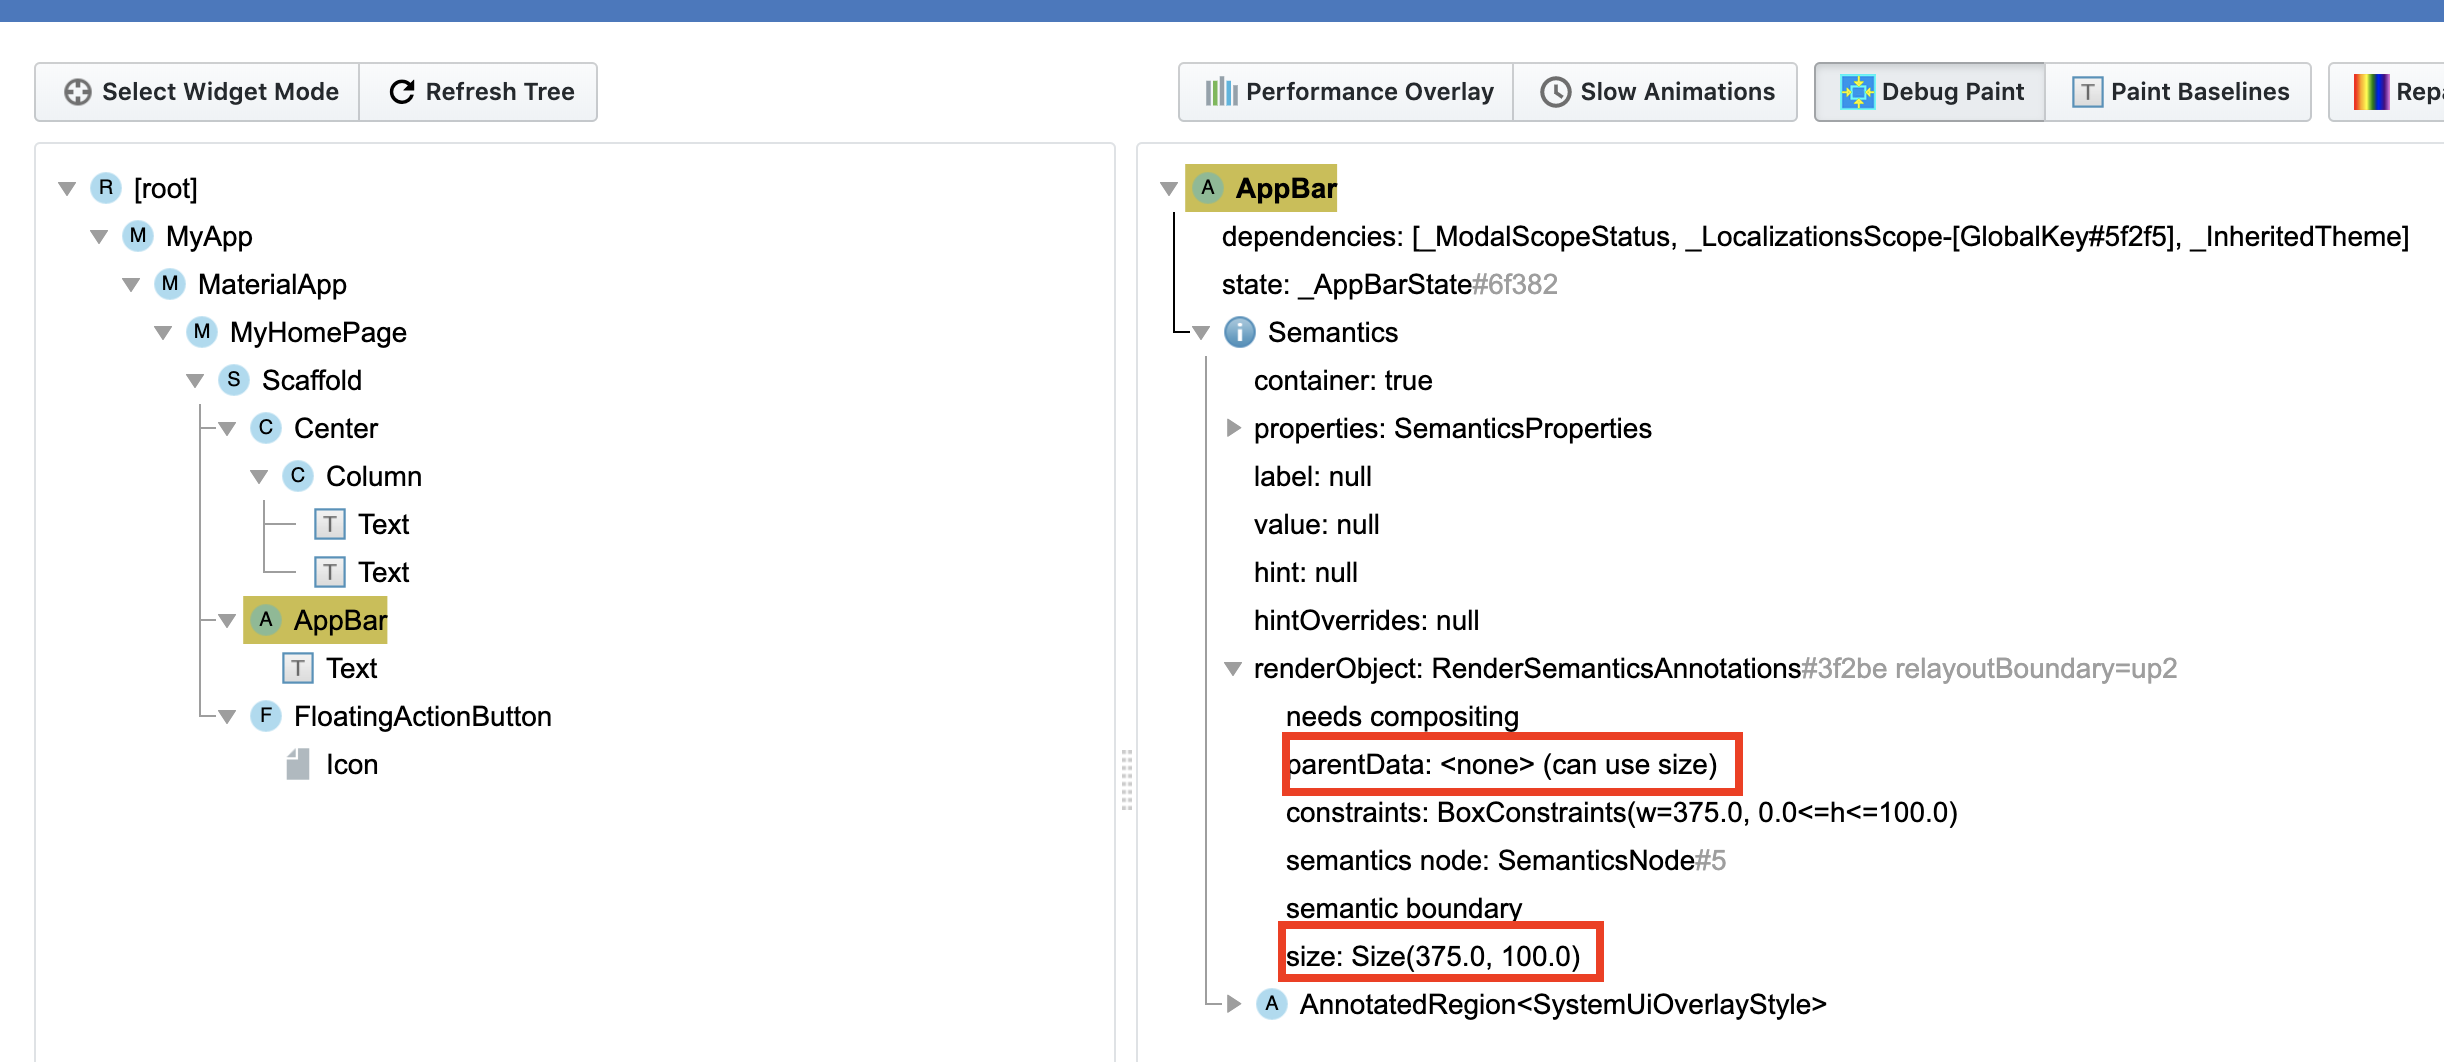 Select Widget Mode
Refresh Tree
Performance Overlay
Slow Animations
Debug Paint
T Paint Baselines
R [root]
M MyApp
M MaterialApp
M MyHomePage
S Scaffold
C Center
C Column
T Text
T Text
A AppBar
T Text
F FloatingActionButton
Icon
A AppBar
dependencies: [_ModalScopeStatus, _LocalizationsScope-[GlobalKey#5f2f5], _InheritedTheme]
state: _AppBarState#6f382
i Semantics
container: true
properties: SemanticsProperties
label: null
value: null
hint: null
hintOverrides: null
renderObject: RenderSemanticsAnnotations#3f2be relayoutBoundary=up2
needs compositing
parentData: <none> (can use size)
constraints: BoxConstraints(w=375.0, 0.0<=h<=100.0)
semantics node: SemanticsNode#5
semantic boundary
size: Size(375.0, 100.0)
A AnnotatedRegion<SystemUiOverlayStyle>